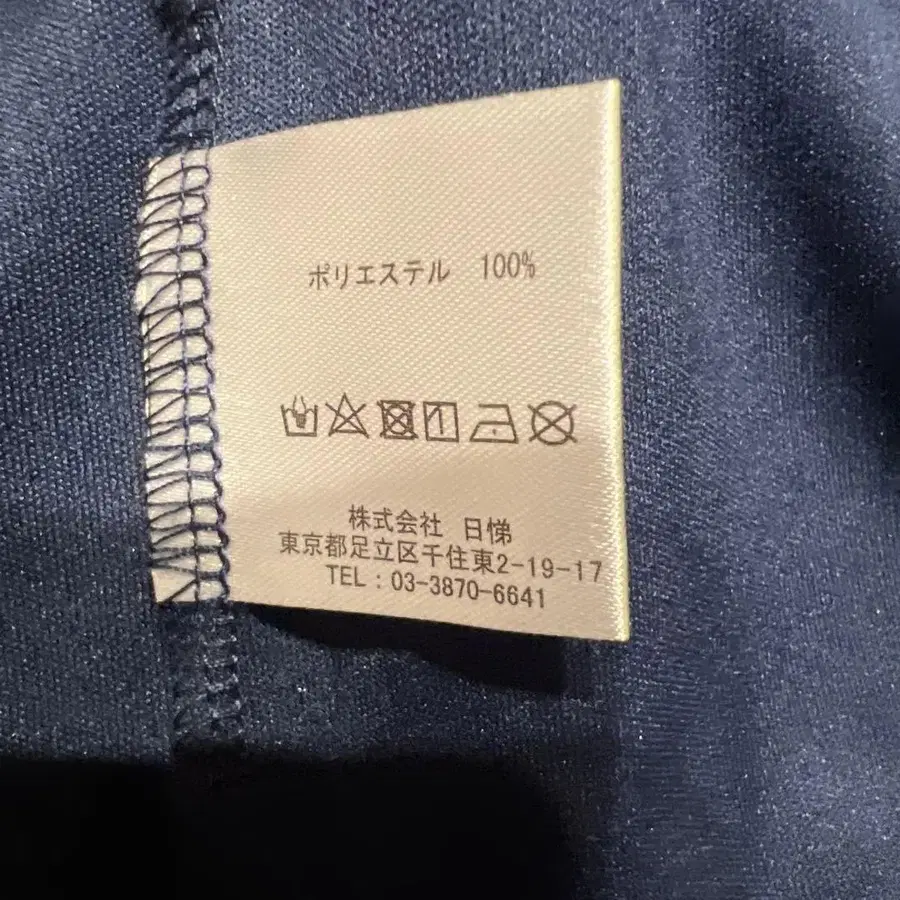 ポリエステル 100%
株式会社 日悌
東京都足立区千住東2-19-17
TEL:03-3870-6641